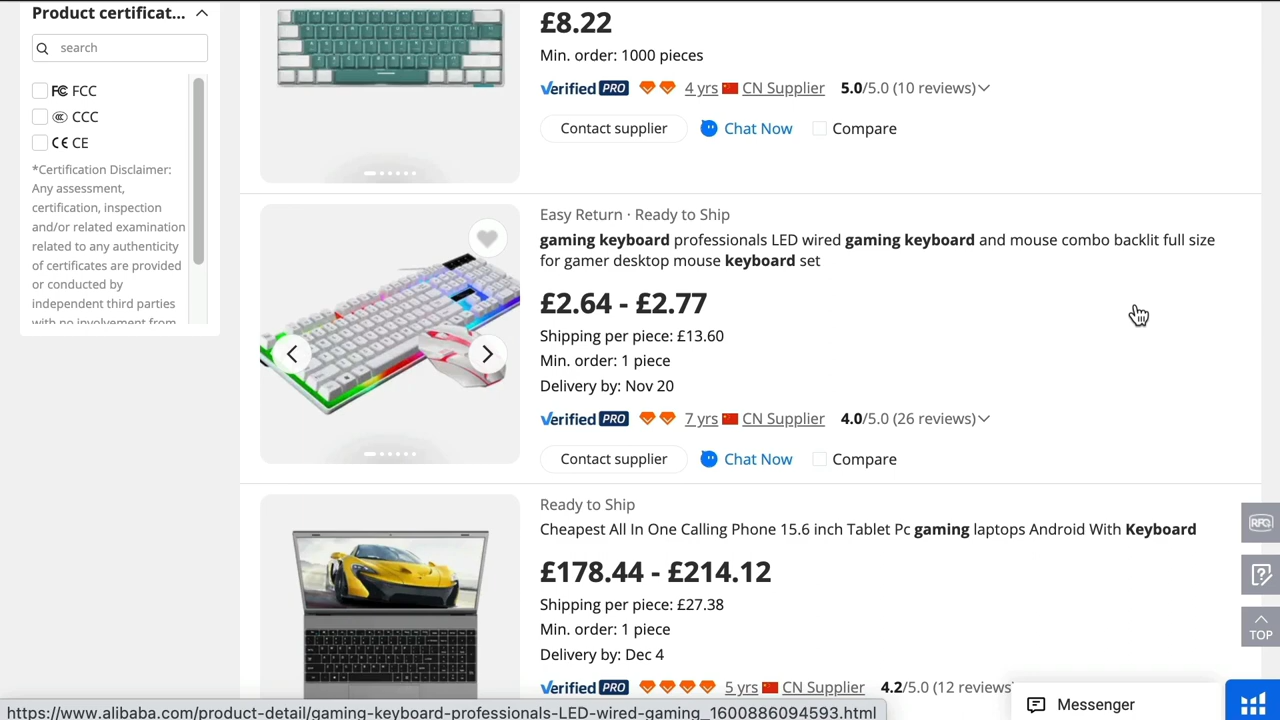 Product certificat...
search
FCC
CCC
CE
*Certification Disclaimer:
Any assessment,
certification, inspection
and/or related examination
related to any authenticity
of certificates are provided
or conducted by
independent third parties
with no involvement from
£8.22
Min. order: 1000 pieces
Verified PRO 4 yrs CN Supplier 5.0/5.0 (10 reviews)
Contact supplier Chat Now Compare
Easy Return · Ready to Ship
gaming keyboard professionals LED wired gaming keyboard and mouse combo backlit full size
for gamer desktop mouse keyboard set
£2.64 - £2.77
Shipping per piece: £13.60
Min. order: 1 piece
Delivery by: Nov 20
Verified PRO 7 yrs CN Supplier 4.0/5.0 (26 reviews)
Contact supplier Chat Now Compare
Ready to Ship
Cheapest All In One Calling Phone 15.6 inch Tablet Pc gaming laptops Android With Keyboard
£178.44 - £214.12
Shipping per piece: £27.38
Min. order: 1 piece
Delivery by: Dec 4
Verified PRO 5 yrs CN Supplier 4.2/5.0 (12 reviews
RFQ
TOP
Messenger
https://www.alibaba.com/product-detail/gaming-keyboard-professionals-LED-wired-gaming_1600886094593.html